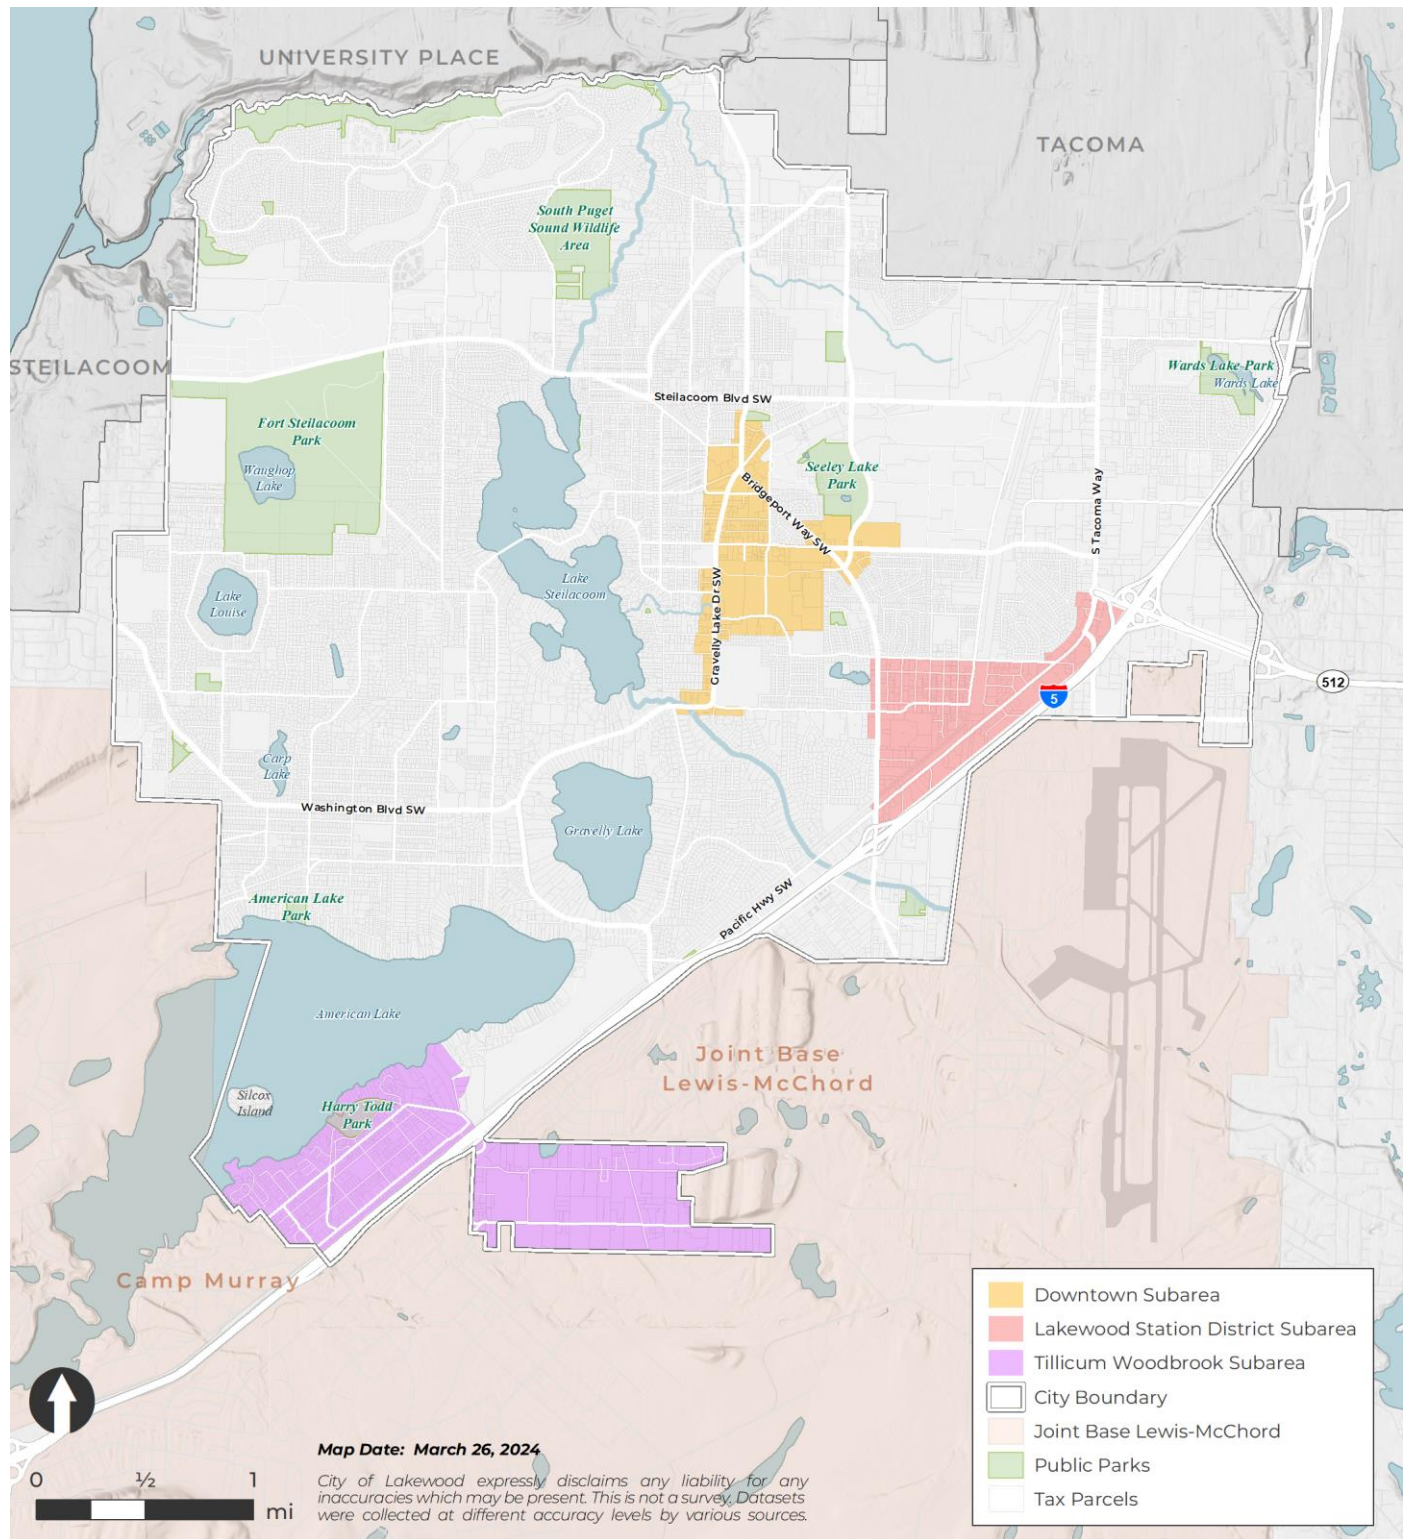 UNIVERSITY PLACE
TACOMA
South Puget
Sound Wildlife
Area
STEILACOOM
Wards Lake Park
Wards Lake
Steilacoom Blvd SW
Fort Steilacoom
Park
Waughop
Lake
Seeley Lake
Park
Bridgeport Way SW
S Tacoma Way
Lake
Louise
Lake
Steilacoom
Gravelly Lake Dr SW
512
5
Carp
Lake
Washington Blvd SW
Gravelly Lake
American Lake
Park
Pacific Hwy SW
American Lake
Joint Base
Lewis-McChord
Silcox
Island
Harry Todd
Park
Camp Murray
Downtown Subarea
Lakewood Station District Subarea
Tillicum Woodbrook Subarea
City Boundary
Joint Base Lewis-McChord
Public Parks
Tax Parcels
Map Date: March 26, 2024
City of Lakewood expressly disclaims any liability for any
inaccuracies which may be present. This is not a survey. Datasets
were collected at different accuracy levels by various sources.
0 ½ 1
mi